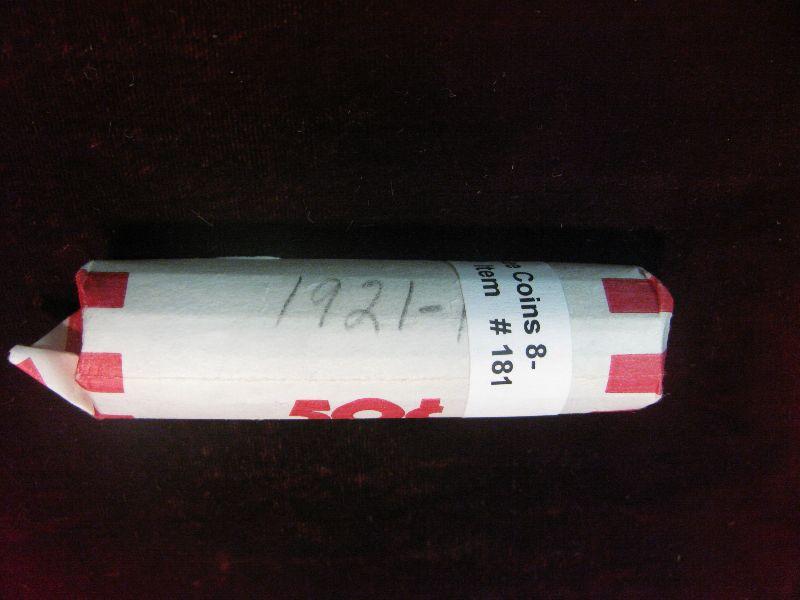 1921-
50¢
Coins 8-
Item # 181